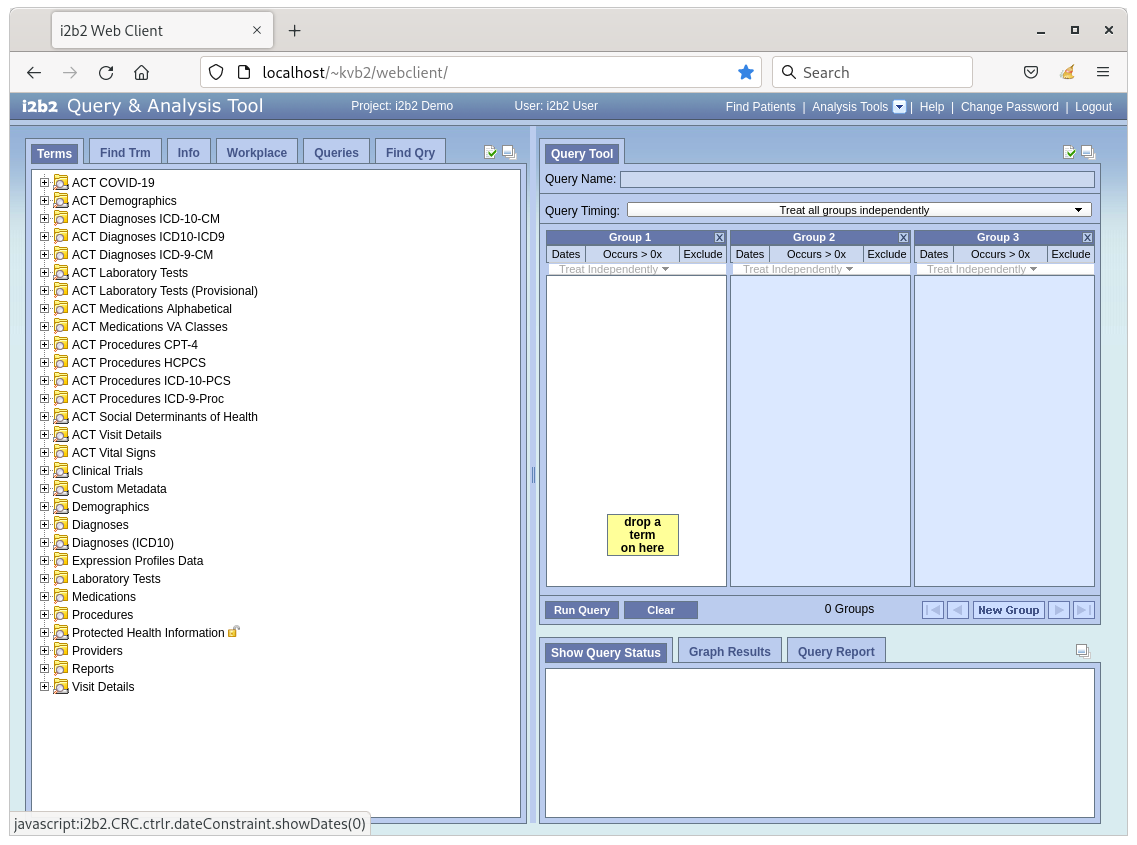 i2b2 Web Client
localhost/~kvb2/webclient/
Search
i2b2 Query & Analysis Tool
Project: i2b2 Demo
User: i2b2 User
Find Patients | Analysis Tools | Help | Change Password | Logout
Terms
Find Trm
Info
Workplace
Queries
Find Qry
ACT COVID-19
ACT Demographics
ACT Diagnoses ICD-10-CM
ACT Diagnoses ICD10-ICD9
ACT Diagnoses ICD-9-CM
ACT Laboratory Tests
ACT Laboratory Tests (Provisional)
ACT Medications Alphabetical
ACT Medications VA Classes
ACT Procedures CPT-4
ACT Procedures HCPCS
ACT Procedures ICD-10-PCS
ACT Procedures ICD-9-Proc
ACT Social Determinants of Health
ACT Visit Details
ACT Vital Signs
Clinical Trials
Custom Metadata
Demographics
Diagnoses
Diagnoses (ICD10)
Expression Profiles Data
Laboratory Tests
Medications
Procedures
Protected Health Information
Providers
Reports
Visit Details
javascript:i2b2.CRC.ctrlr.dateConstraint.showDates(0)
Query Tool
Query Name:
Query Timing: Treat all groups independently
Group 1 X
Group 2 X
Group 3 X
Dates Occurs > 0x Exclude
Dates Occurs > 0x Exclude
Dates Occurs > 0x Exclude
Treat Independently
Treat Independently
Treat Independently
drop a
term
on here
Run Query
Clear
0 Groups
New Group
Show Query Status
Graph Results
Query Report